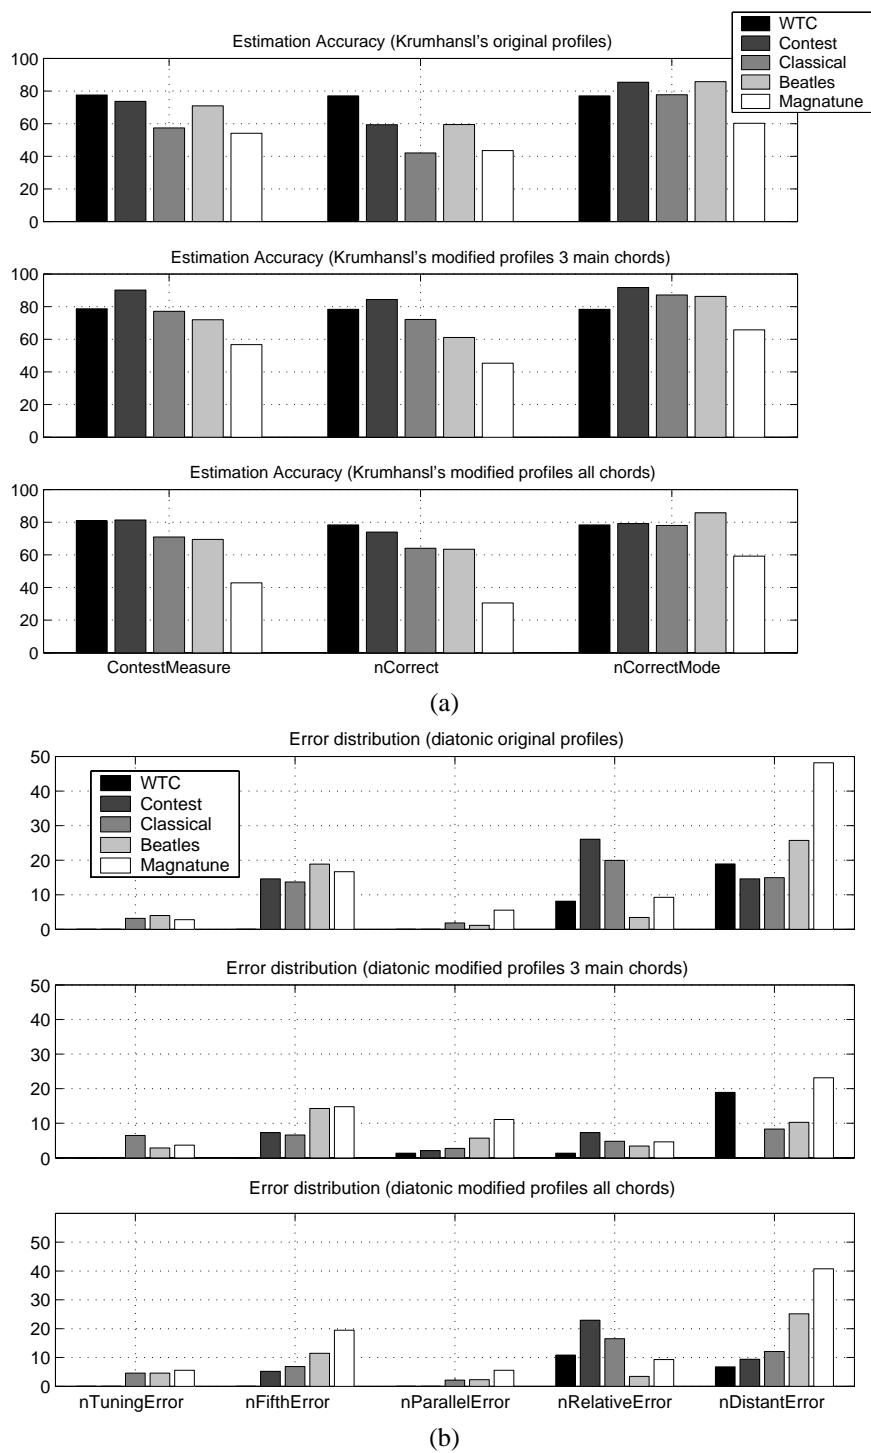 Estimation Accuracy (Krumhansl's original profiles)
WTC
Contest
Classical
Beatles
Magnatune
100
80
60
40
20
0
Estimation Accuracy (Krumhansl's modified profiles 3 main chords)
100
80
60
40
20
0
Estimation Accuracy (Krumhansl's modified profiles all chords)
100
80
60
40
20
0
ContestMeasure nCorrect nCorrectMode
(a)
Error distribution (diatonic original profiles)
50
40
30
20
10
0
WTC
Contest
Classical
Beatles
Magnatune
Error distribution (diatonic modified profiles 3 main chords)
50
40
30
20
10
0
Error distribution (diatonic modified profiles all chords)
50
40
30
20
10
0
nTuningError nFifthError nParallelError nRelativeError nDistantError
(b)